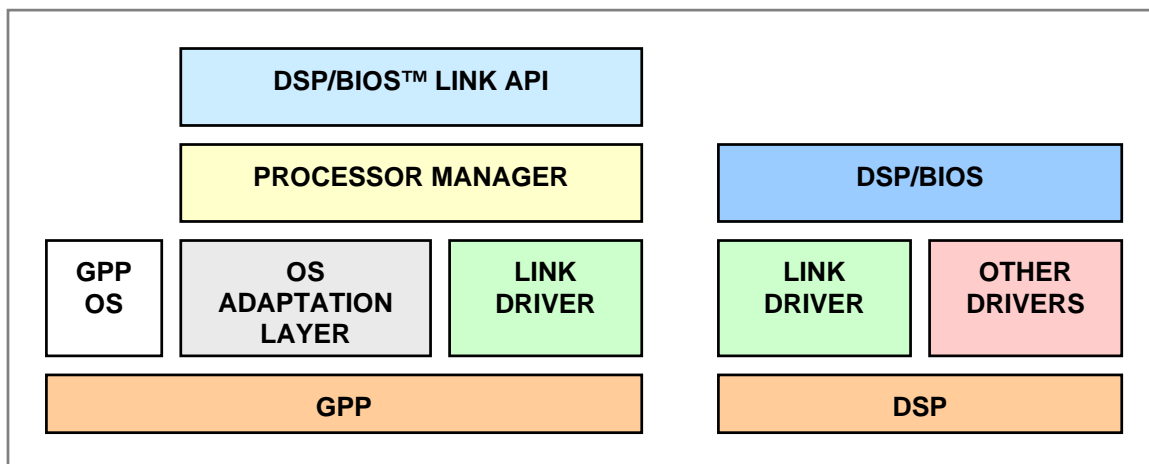 DSP/BIOS™ LINK API
PROCESSOR MANAGER
DSP/BIOS
GPP
OS
OS
ADAPTATION
LAYER
LINK
DRIVER
LINK
DRIVER
OTHER
DRIVERS
GPP
DSP